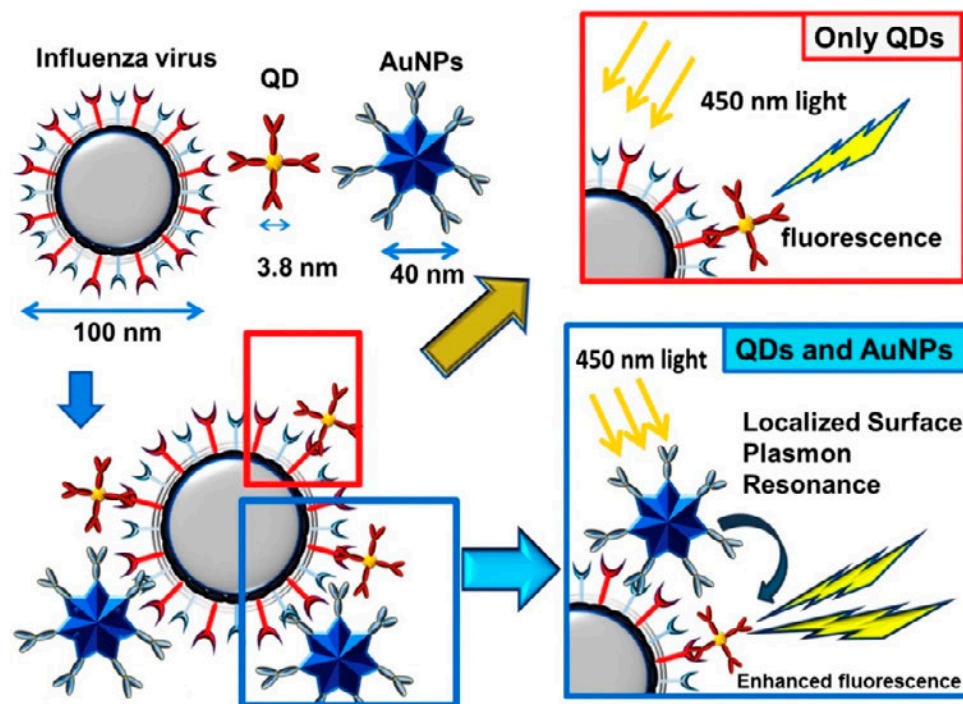 Influenza virus
QD
AuNPs
3.8 nm
40 nm
100 nm
Only QDs
450 nm light
fluorescence
QDs and AuNPs
450 nm light
Localized Surface
Plasmon
Resonance
Enhanced fluorescence